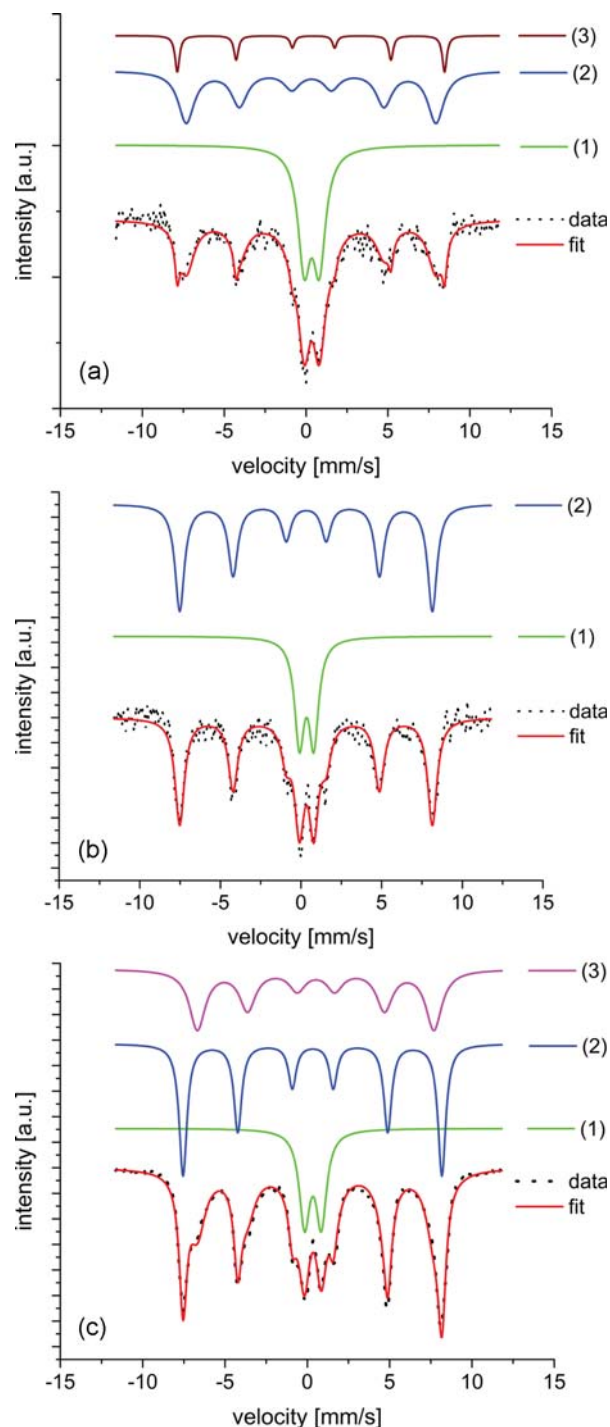 (3)
(2)
(1)
data
fit
intensity [a.u.]
(a)
-15 -10 -5 0 5 10 15
velocity [mm/s]
(2)
(1)
data
fit
intensity [a.u.]
(b)
-15 -10 -5 0 5 10 15
velocity [mm/s]
(3)
(2)
(1)
data
fit
intensity [a.u.]
(c)
-15 -10 -5 0 5 10 15
velocity [mm/s]